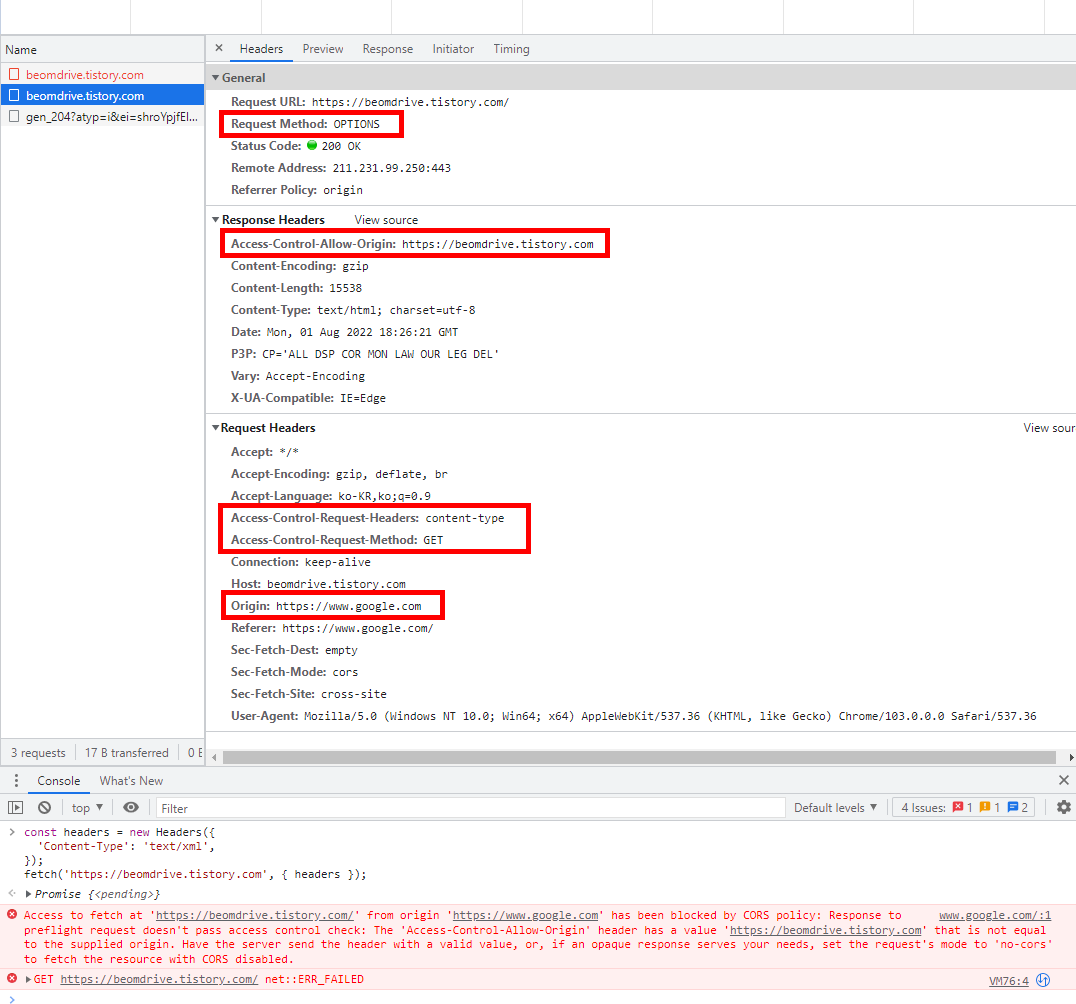 Name
× Headers Preview Response Initiator Timing
beomdrive.tistory.com
beomdrive.tistory.com
gen_204?atyp=i&ei=shroYpjfEI...
▼General
Request URL: https://beomdrive.tistory.com/
Request Method: OPTIONS
Status Code: 200 OK
Remote Address: 211.231.99.250:443
Referrer Policy: origin
▼Response Headers View source
Access-Control-Allow-Origin: https://beomdrive.tistory.com
Content-Encoding: gzip
Content-Length: 15538
Content-Type: text/html; charset=utf-8
Date: Mon, 01 Aug 2022 18:26:21 GMT
P3P: CP='ALL DSP COR MON LAW OUR LEG DEL'
Vary: Accept-Encoding
X-UA-Compatible: IE=Edge
▼Request Headers View sour
Accept: */*
Accept-Encoding: gzip, deflate, br
Accept-Language: ko-KR,ko;q=0.9
Access-Control-Request-Headers: content-type
Access-Control-Request-Method: GET
Connection: keep-alive
Host: beomdrive.tistory.com
Origin: https://www.google.com
Referer: https://www.google.com/
Sec-Fetch-Dest: empty
Sec-Fetch-Mode: cors
Sec-Fetch-Site: cross-site
User-Agent: Mozilla/5.0 (Windows NT 10.0; Win64; x64) AppleWebKit/537.36 (KHTML, like Gecko) Chrome/103.0.0.0 Safari/537.36
3 requests 17 B transferred 0 B
Console What's New
top ▼ Filter Default levels ▼ 4 Issues: 1 1 2
> const headers = new Headers({
'Content-Type': 'text/xml',
});
fetch('https://beomdrive.tistory.com', { headers });
Promise {<pending>}
Access to fetch at 'https://beomdrive.tistory.com/' from origin 'https://www.google.com' has been blocked by CORS policy: Response to www.google.com/:1
preflight request doesn't pass access control check: The 'Access-Control-Allow-Origin' header has a value 'https://beomdrive.tistory.com' that is not equal
to the supplied origin. Have the server send the header with a valid value, or, if an opaque response serves your needs, set the request's mode to 'no-cors'
to fetch the resource with CORS disabled.
GET https://beomdrive.tistory.com/ net::ERR_FAILED VM76:4
>